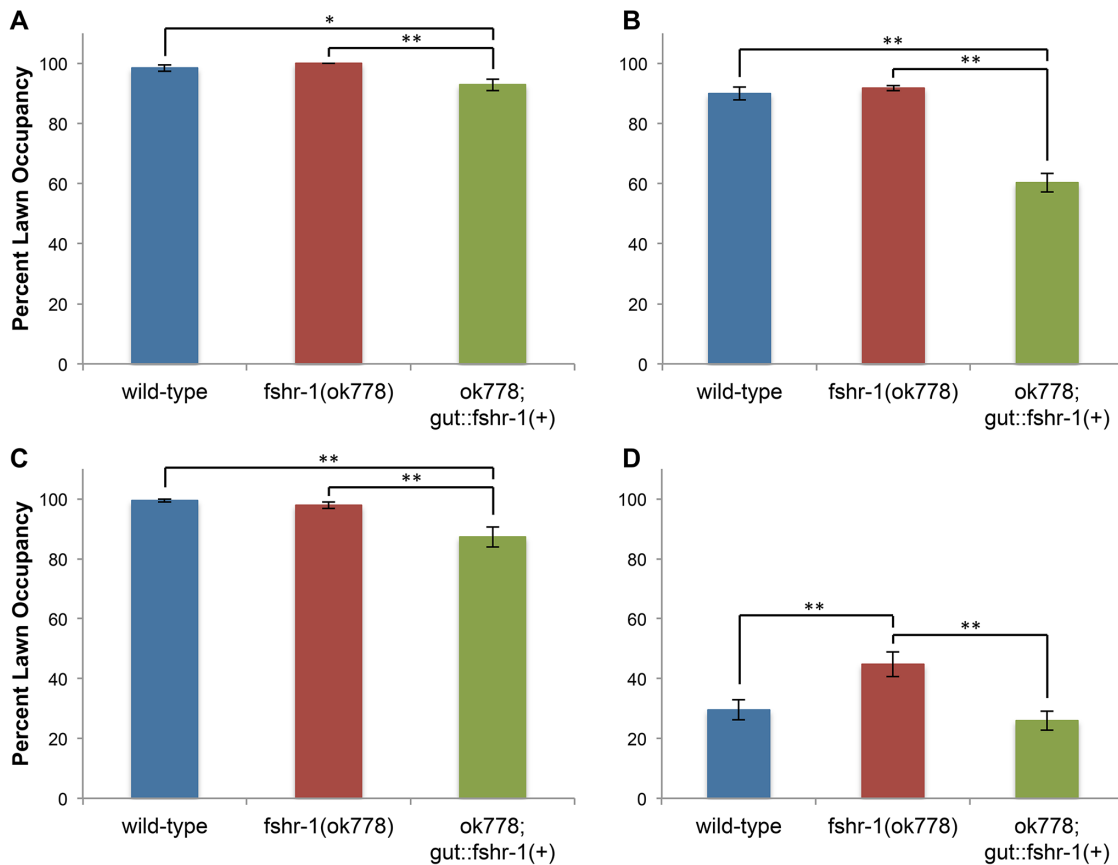 A
B
Percent Lawn Occupancy
100
80
60
40
20
0
*
**
wild-type
fshr-1(ok778)
ok778;
gut::fshr-1(+)
100
80
60
40
20
0
**
**
wild-type
fshr-1(ok778)
ok778;
gut::fshr-1(+)
C
D
Percent Lawn Occupancy
100
80
60
40
20
0
**
**
wild-type
fshr-1(ok778)
ok778;
gut::fshr-1(+)
100
80
60
40
20
0
**
**
wild-type
fshr-1(ok778)
ok778;
gut::fshr-1(+)